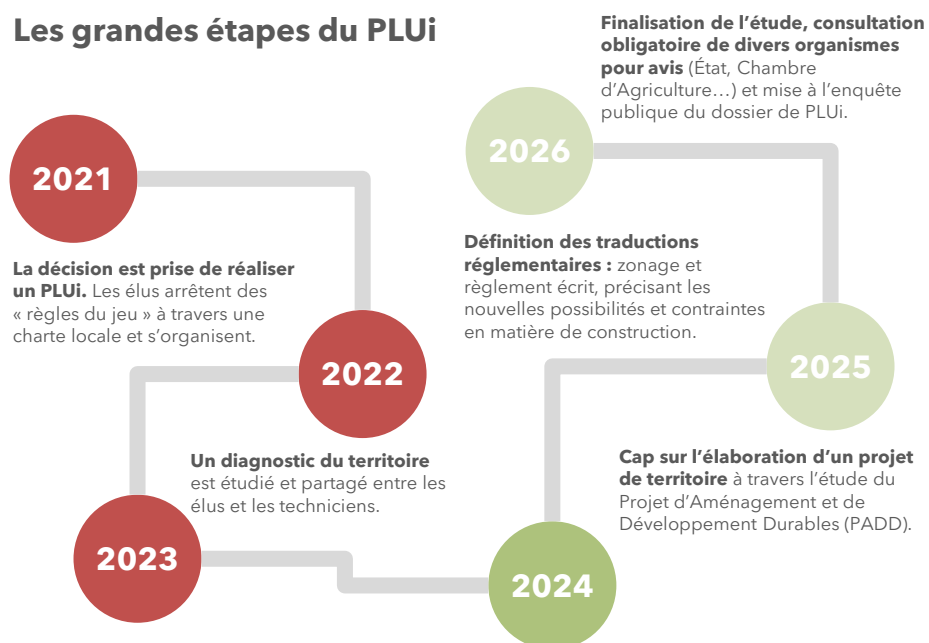 Les grandes étapes du PLUi
2021
La décision est prise de réaliser
un PLUi. Les élus arrêtent des
« règles du jeu » à travers une
charte locale et s’organisent.
2022
Un diagnostic du territoire
est étudié et partagé entre les
élus et les techniciens.
2023
2024
Cap sur l’élaboration d’un projet
de territoire à travers l’étude du
Projet d’Aménagement et de
Développement Durables (PADD).
2025
Définition des traductions
réglementaires : zonage et
règlement écrit, précisant les
nouvelles possibilités et contraintes
en matière de construction.
2026
Finalisation de l’étude, consultation
obligatoire de divers organismes
pour avis (État, Chambre
d’Agriculture…) et mise à l’enquête
publique du dossier de PLUi.